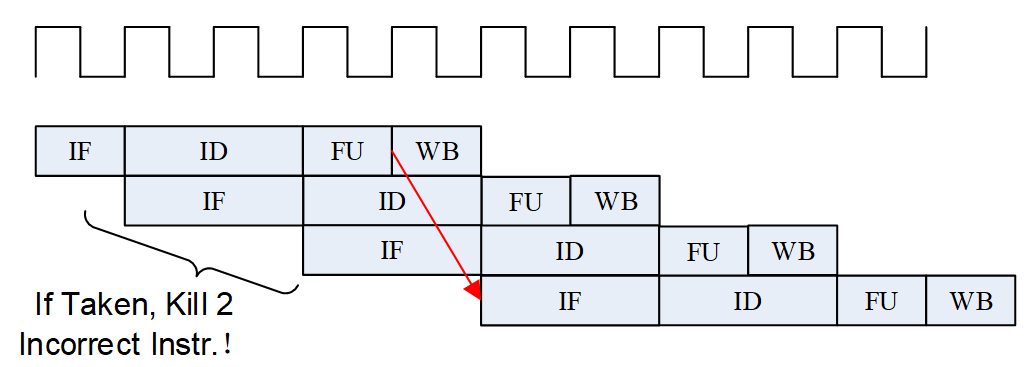 IF ID FU WB
IF ID FU WB
IF ID FU WB
IF ID FU WB
If Taken, Kill 2
Incorrect Instr.!